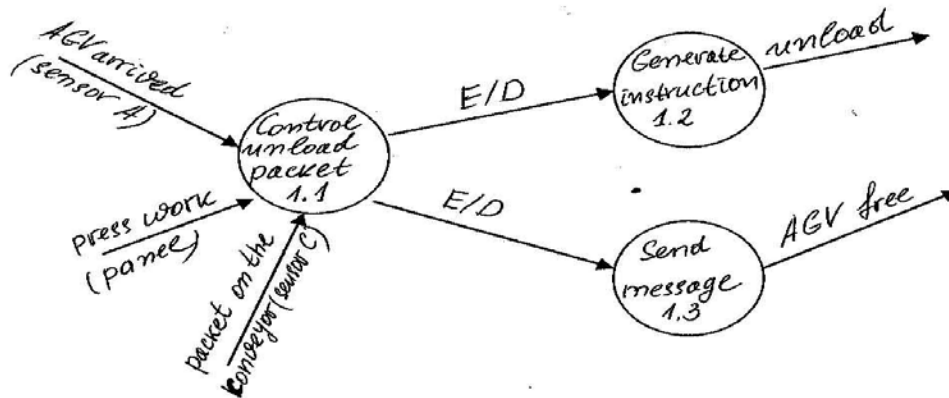 AGV arrived
(sensor A)
press work
(panel)
packet on the
conveyor (sensor C)
Control
unload
packet
1.1
E/D
E/D
Generate
instruction
1.2
unload
Send
message
1.3
AGV free